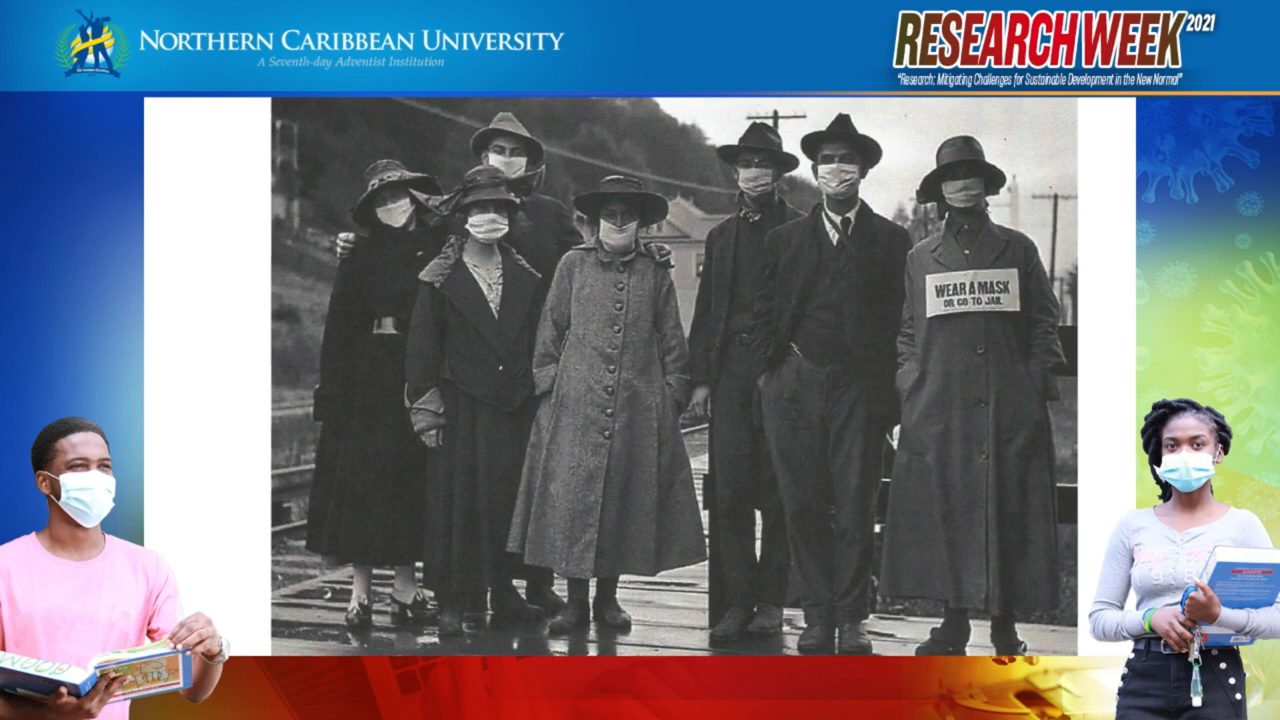 NORTHERN CARIBBEAN UNIVERSITY
A Seventh-day Adventist Institution
RESEARCH WEEK 2021
"Research: Mitigating Challenges for Sustainable Development in the New Normal"
WEAR A MASK
OR GO TO JAIL